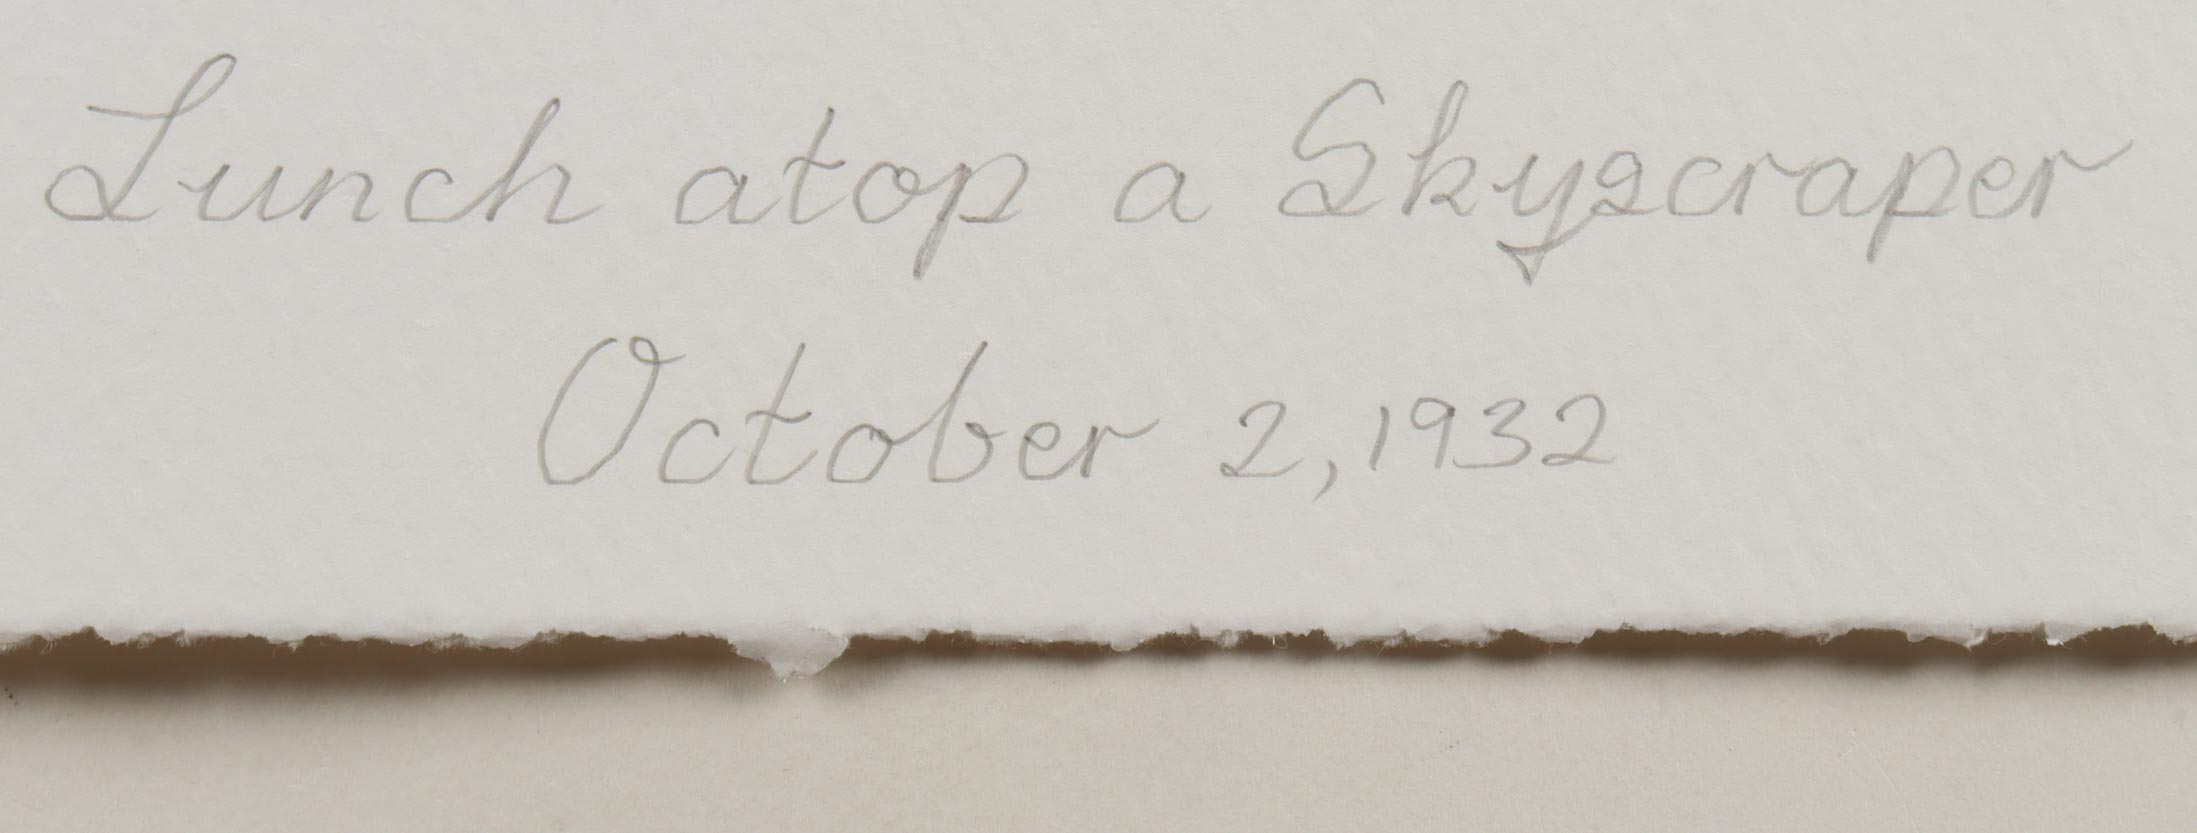 Lunch atop a Skyscraper
October 2, 1932